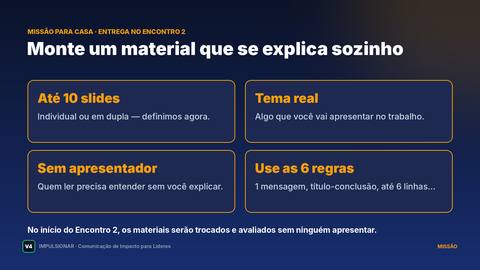 MISSÃO PARA CASA · ENTREGA NO ENCONTRO 2
Monte um material que se explica sozinho
Até 10 slides
Individual ou em dupla — definimos agora.
Tema real
Algo que você vai apresentar no trabalho.
Sem apresentador
Quem ler precisa entender sem você explicar.
Use as 6 regras
1 mensagem, título-conclusão, até 6 linhas...
No início do Encontro 2, os materiais serão trocados e avaliados sem ninguém apresentar.
V4 IMPULSIONAR · Comunicação de Impacto para Líderes
MISSÃO